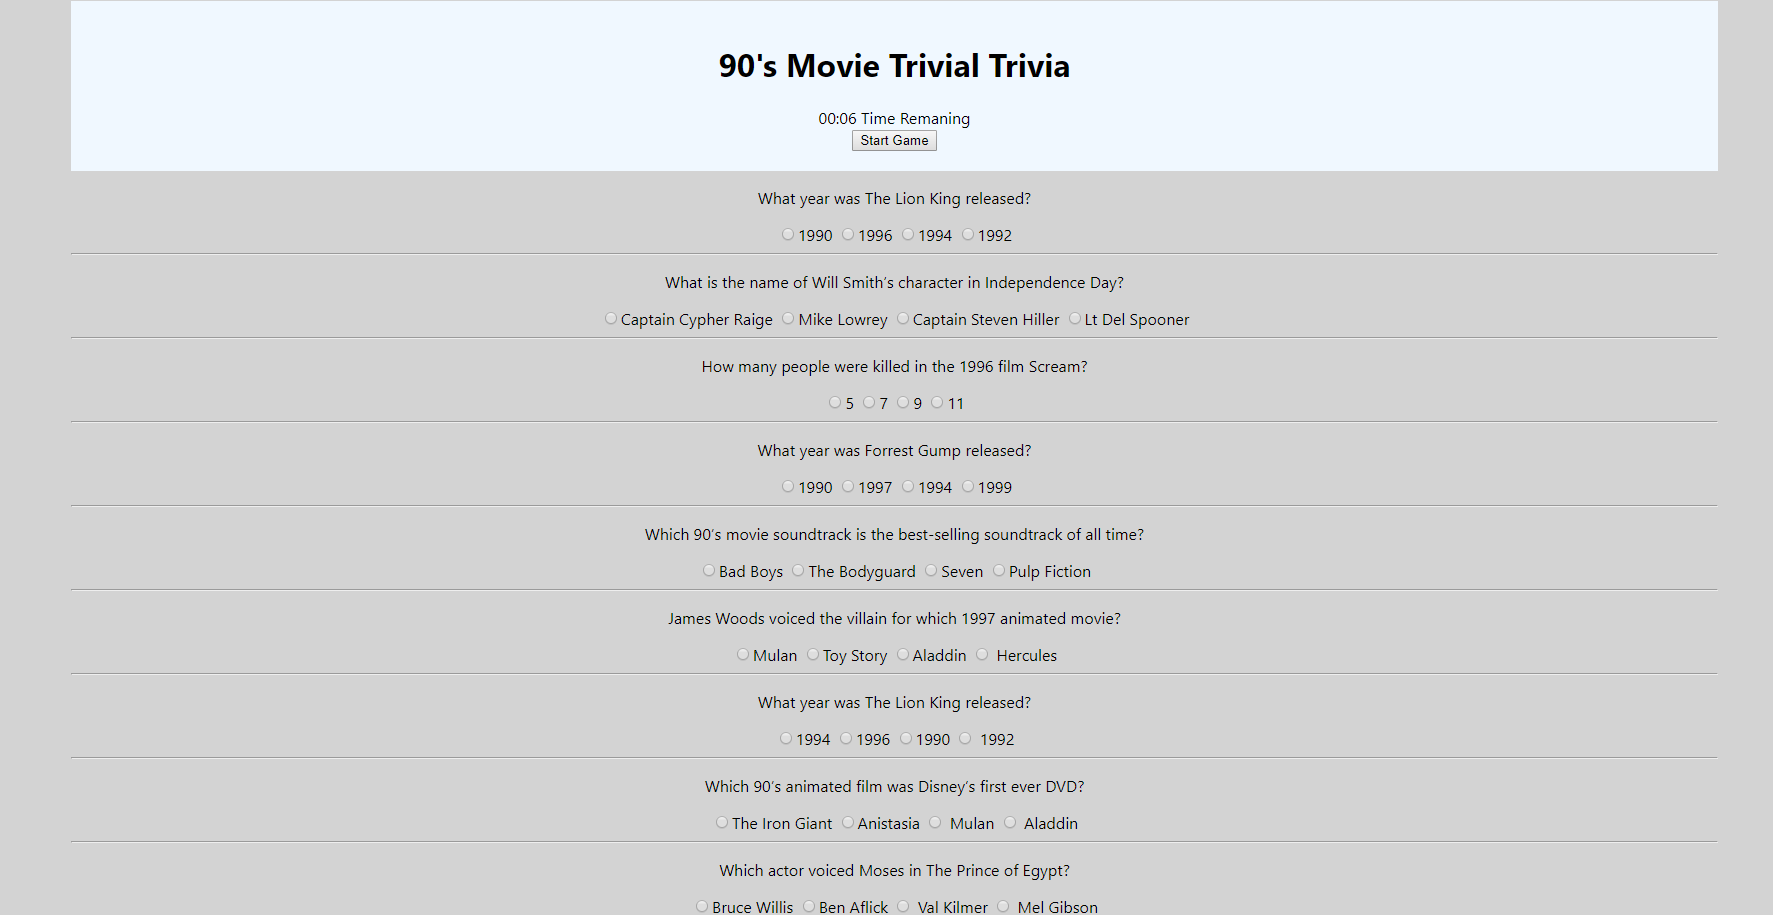 90's Movie Trivial Trivia
00:06 Time Remaning
Start Game
What year was The Lion King released?
1990 1996 1994 1992
What is the name of Will Smith's character in Independence Day?
Captain Cypher Raige Mike Lowrey Captain Steven Hiller Lt Del Spooner
How many people were killed in the 1996 film Scream?
5 7 9 11
What year was Forrest Gump released?
1990 1997 1994 1999
Which 90's movie soundtrack is the best-selling soundtrack of all time?
Bad Boys The Bodyguard Seven Pulp Fiction
James Woods voiced the villain for which 1997 animated movie?
Mulan Toy Story Aladdin Hercules
What year was The Lion King released?
1994 1996 1990 1992
Which 90's animated film was Disney's first ever DVD?
The Iron Giant Anistasia Mulan Aladdin
Which actor voiced Moses in The Prince of Egypt?
Bruce Willis Ben Aflick Val Kilmer Mel Gibson